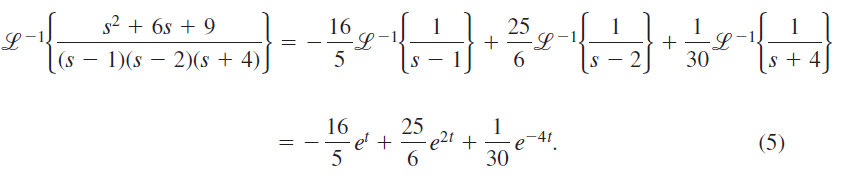 ℒ⁻¹{(s² + 6s + 9)/((s − 1)(s − 2)(s + 4))} = −16/5 ℒ⁻¹{1/(s − 1)} + 25/6 ℒ⁻¹{1/(s − 2)} + 1/30 ℒ⁻¹{1/(s + 4)}
= −16/5 eᵗ + 25/6 e²ᵗ + 1/30 e⁻⁴ᵗ. (5)